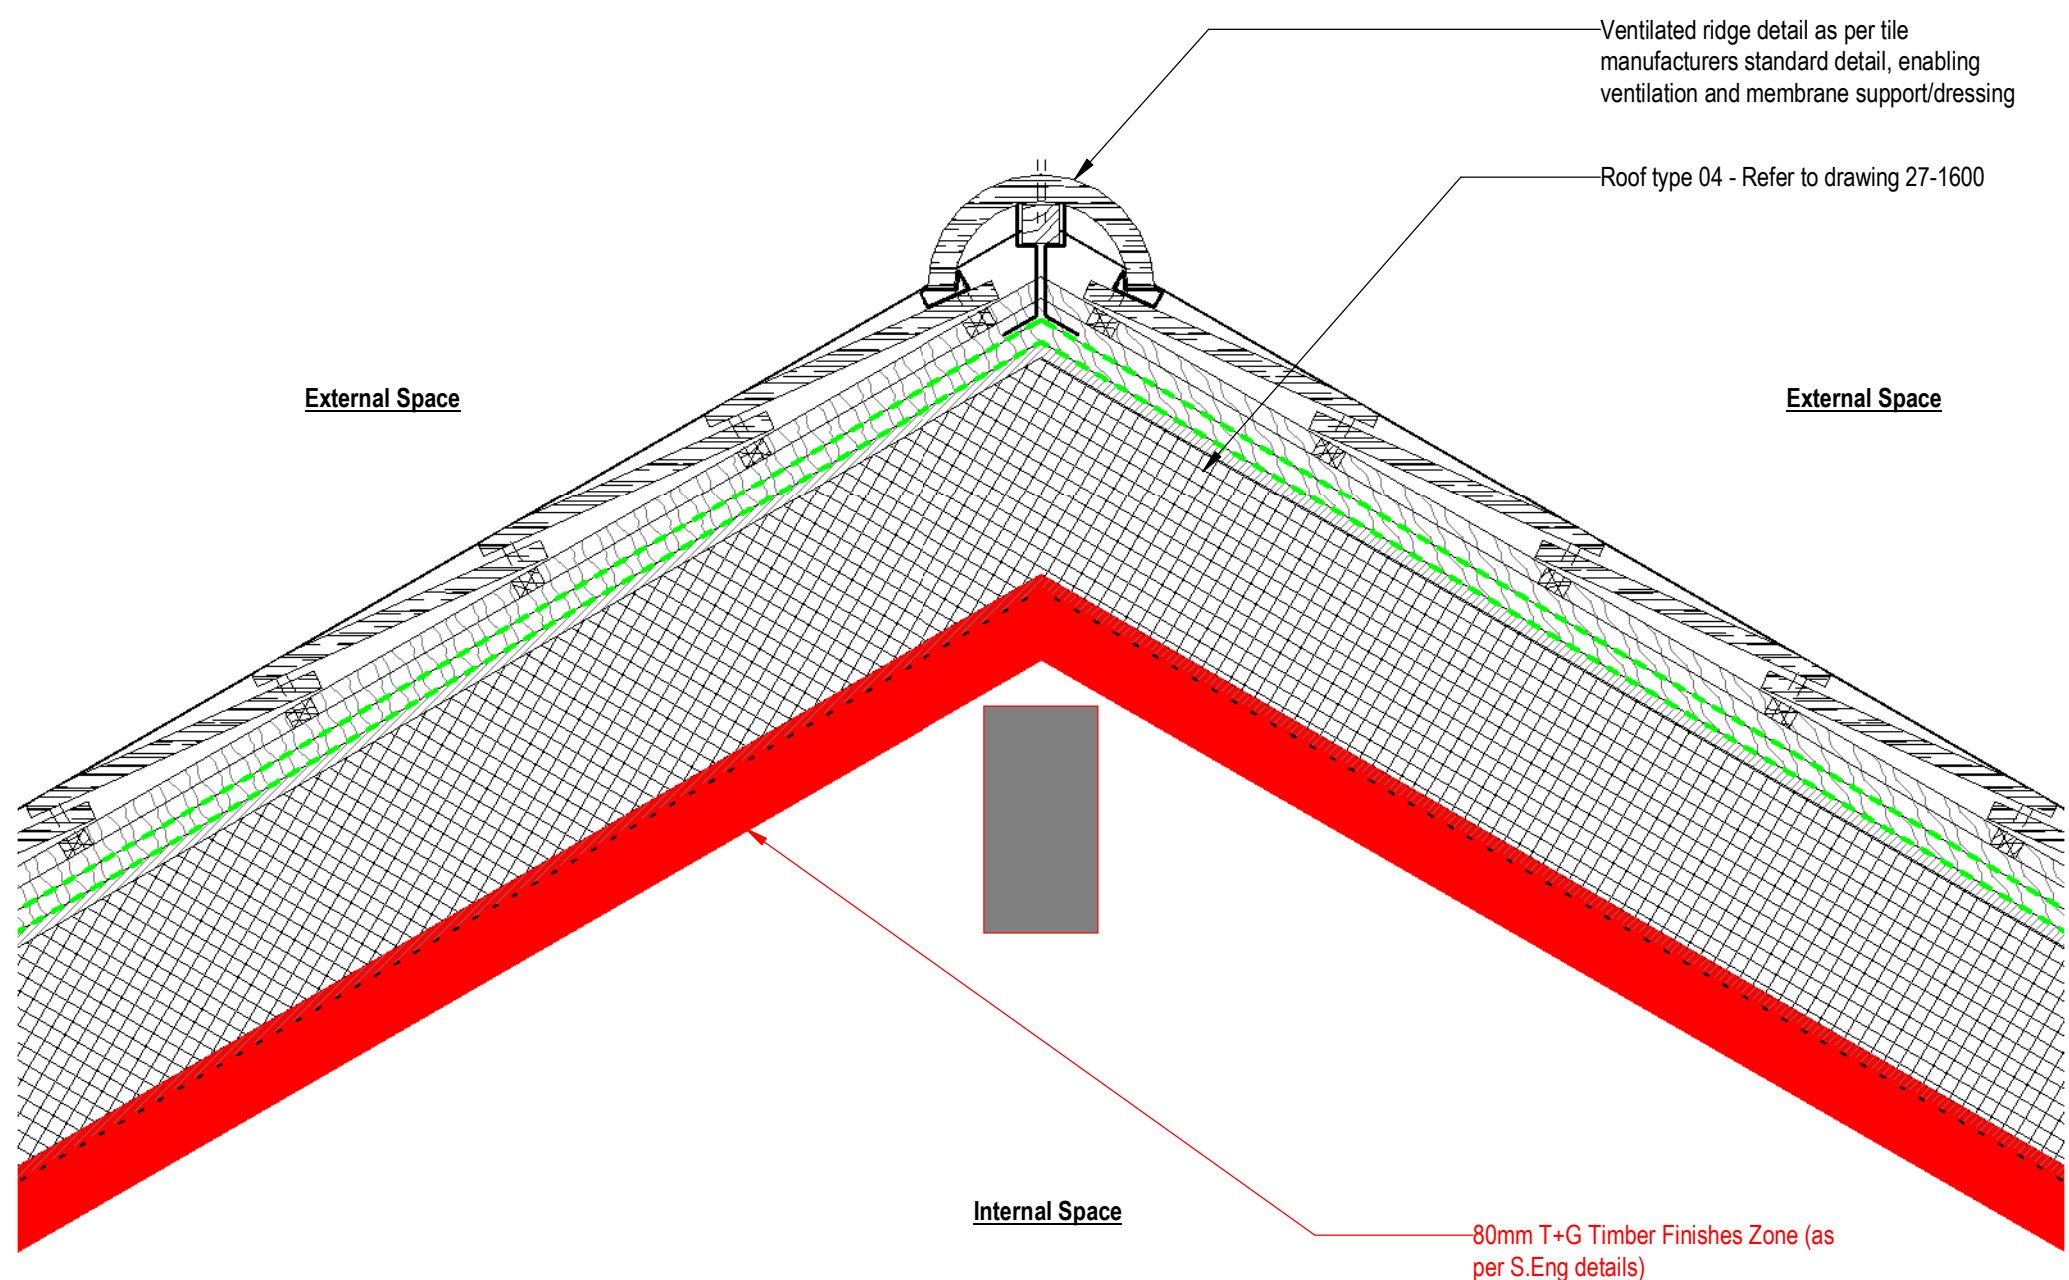 Ventilated ridge detail as per tile
manufacturers standard detail, enabling
ventilation and membrane support/dressing
Roof type 04 - Refer to drawing 27-1600
External Space
External Space
Internal Space
80mm T+G Timber Finishes Zone (as
per S.Eng details)